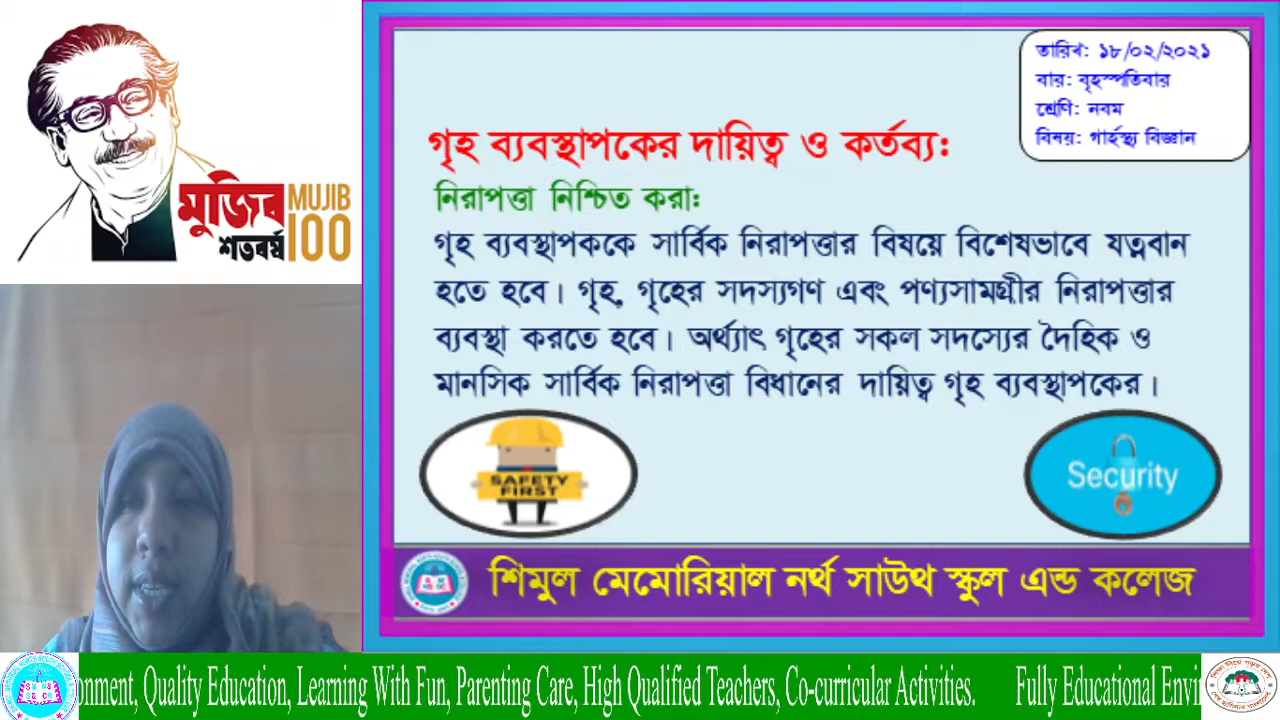 মুজিব
শতবর্ষ
MUJIB
100
তারিখ: ১৮/০২/২০২১
বার: বৃহস্পতিবার
শ্রেণি: নবম
বিষয়: গার্হস্থ্য বিজ্ঞান
গৃহ ব্যবস্থাপকের দায়িত্ব ও কর্তব্য:
নিরাপত্তা নিশ্চিত করা:
গৃহ ব্যবস্থাপককে সার্বিক নিরাপত্তার বিষয়ে বিশেষভাবে যত্নবান
হতে হবে। গৃহ, গৃহের সদস্যগণ এবং পণ্যসামগ্রীর নিরাপত্তার
ব্যবস্থা করতে হবে। অর্থ্যাৎ গৃহের সকল সদস্যের দৈহিক ও
মানসিক সার্বিক নিরাপত্তা বিধানের দায়িত্ব গৃহ ব্যবস্থাপকের।
SAFETY
FIRST
Security
শিমুল মেমোরিয়াল নর্থ সাউথ স্কুল এন্ড কলেজ
onment, Quality Education, Learning With Fun, Parenting Care, High Qualified Teachers, Co-curricular Activities. Fully Educational Envir